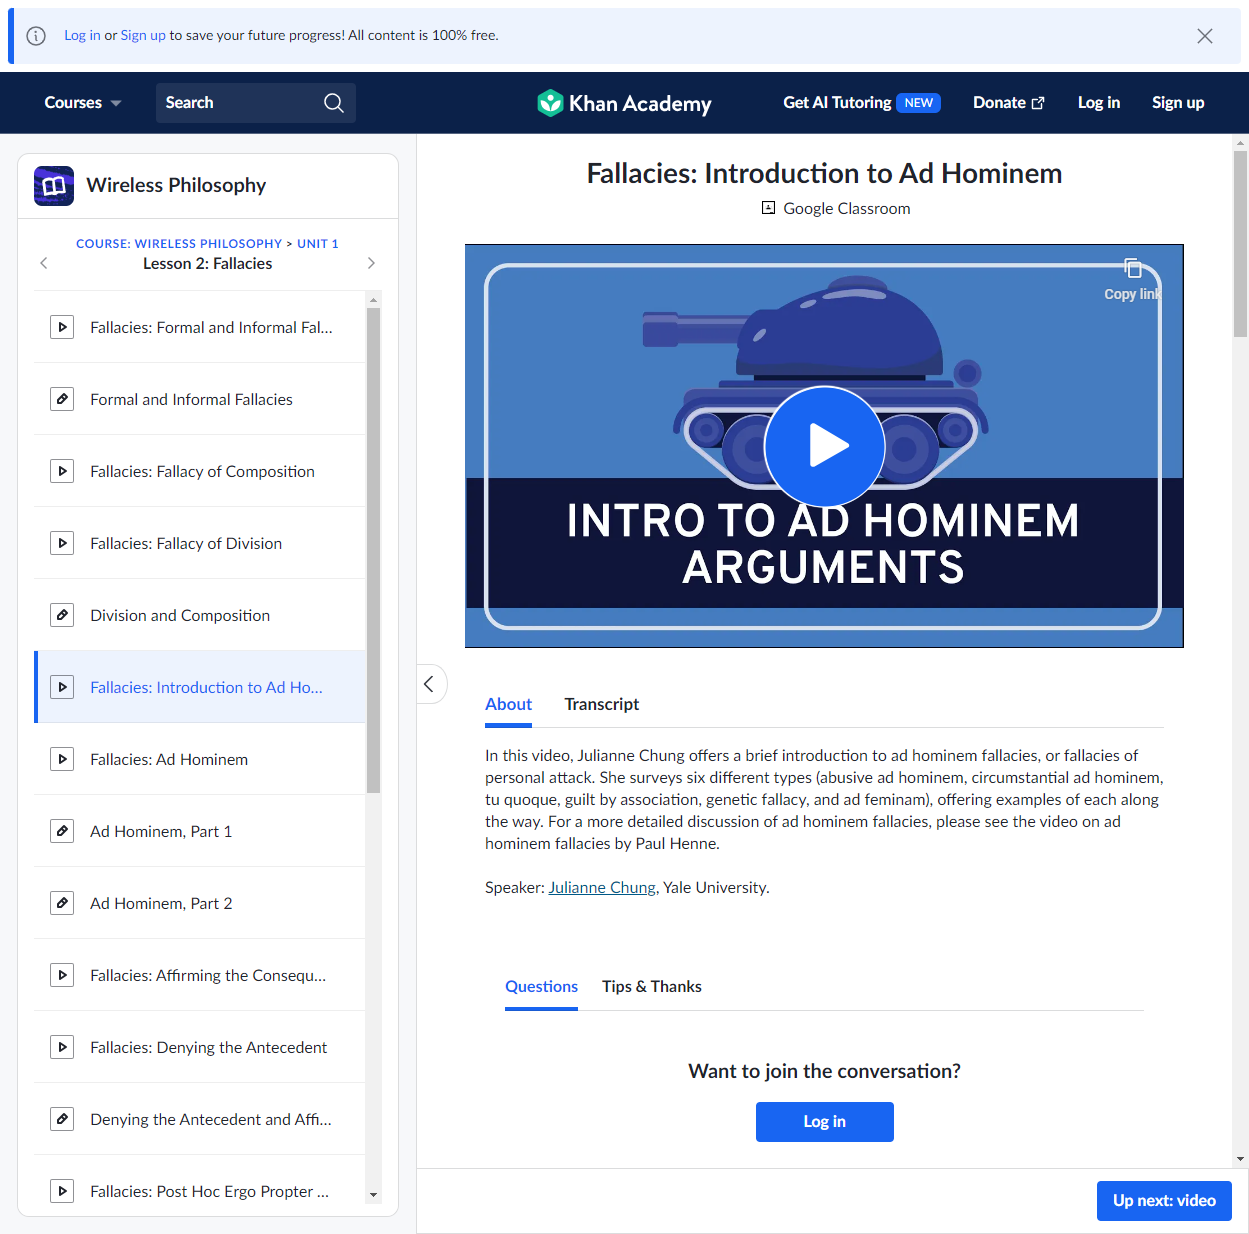 Log in or Sign up to save your future progress! All content is 100% free.
Courses
Search
Khan Academy
Get AI Tutoring NEW
Donate
Log in
Sign up
Wireless Philosophy
COURSE: WIRELESS PHILOSOPHY > UNIT 1
Lesson 2: Fallacies
Fallacies: Formal and Informal Fal...
Formal and Informal Fallacies
Fallacies: Fallacy of Composition
Fallacies: Fallacy of Division
Division and Composition
Fallacies: Introduction to Ad Ho...
Fallacies: Ad Hominem
Ad Hominem, Part 1
Ad Hominem, Part 2
Fallacies: Affirming the Consequ...
Fallacies: Denying the Antecedent
Denying the Antecedent and Affi...
Fallacies: Post Hoc Ergo Propter ...
Fallacies: Introduction to Ad Hominem
Google Classroom
Copy link
INTRO TO AD HOMINEM
ARGUMENTS
About
Transcript
In this video, Julianne Chung offers a brief introduction to ad hominem fallacies, or fallacies of
personal attack. She surveys six different types (abusive ad hominem, circumstantial ad hominem,
tu quoque, guilt by association, genetic fallacy, and ad feminam), offering examples of each along
the way. For a more detailed discussion of ad hominem fallacies, please see the video on ad
hominem fallacies by Paul Henne.
Speaker: Julianne Chung, Yale University.
Questions
Tips & Thanks
Want to join the conversation?
Log in
Up next: video